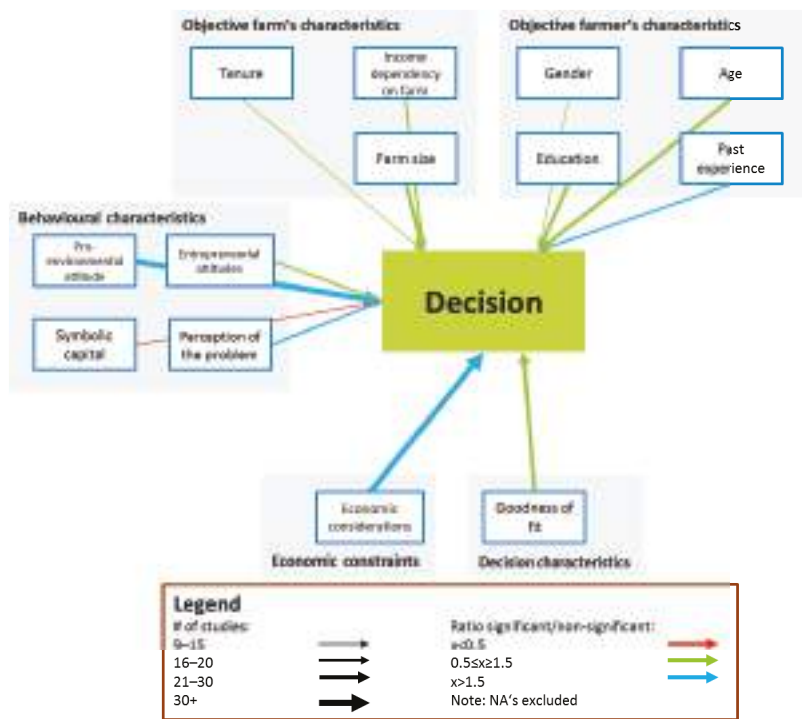 Objective farm's characteristics
Tenure
Income
dependency
on farm
Farm size
Objective farmer's characteristics
Gender
Age
Education
Past
experience
Behavioural characteristics
Pro-
environmental
attitude
Entrepreneurial
attitudes
Symbolic
capital
Perception of
the problem
Decision
Economic
considerations
Economic constraints
Goodness of
fit
Decision characteristics
Legend
# of studies:
9–15
16–20
21–30
30+
Ratio significant/non-significant:
x<0.5
0.5≤x≥1.5
x>1.5
Note: NA's excluded